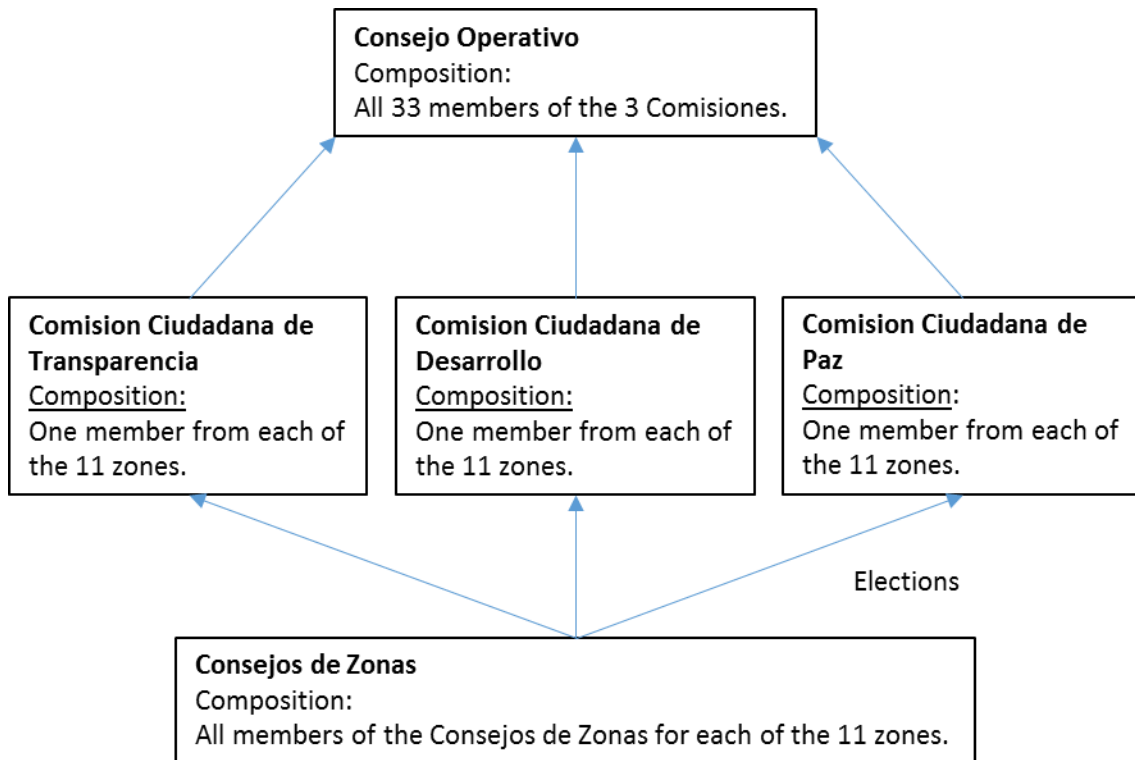 Consejo Operativo
Composition:
All 33 members of the 3 Comisiones.
Comision Ciudadana de
Transparencia
Composition:
One member from each of
the 11 zones.
Comision Ciudadana de
Desarrollo
Composition:
One member from each of
the 11 zones.
Comision Ciudadana de
Paz
Composition:
One member from each of
the 11 zones.
Elections
Consejos de Zonas
Composition:
All members of the Consejos de Zonas for each of the 11 zones.